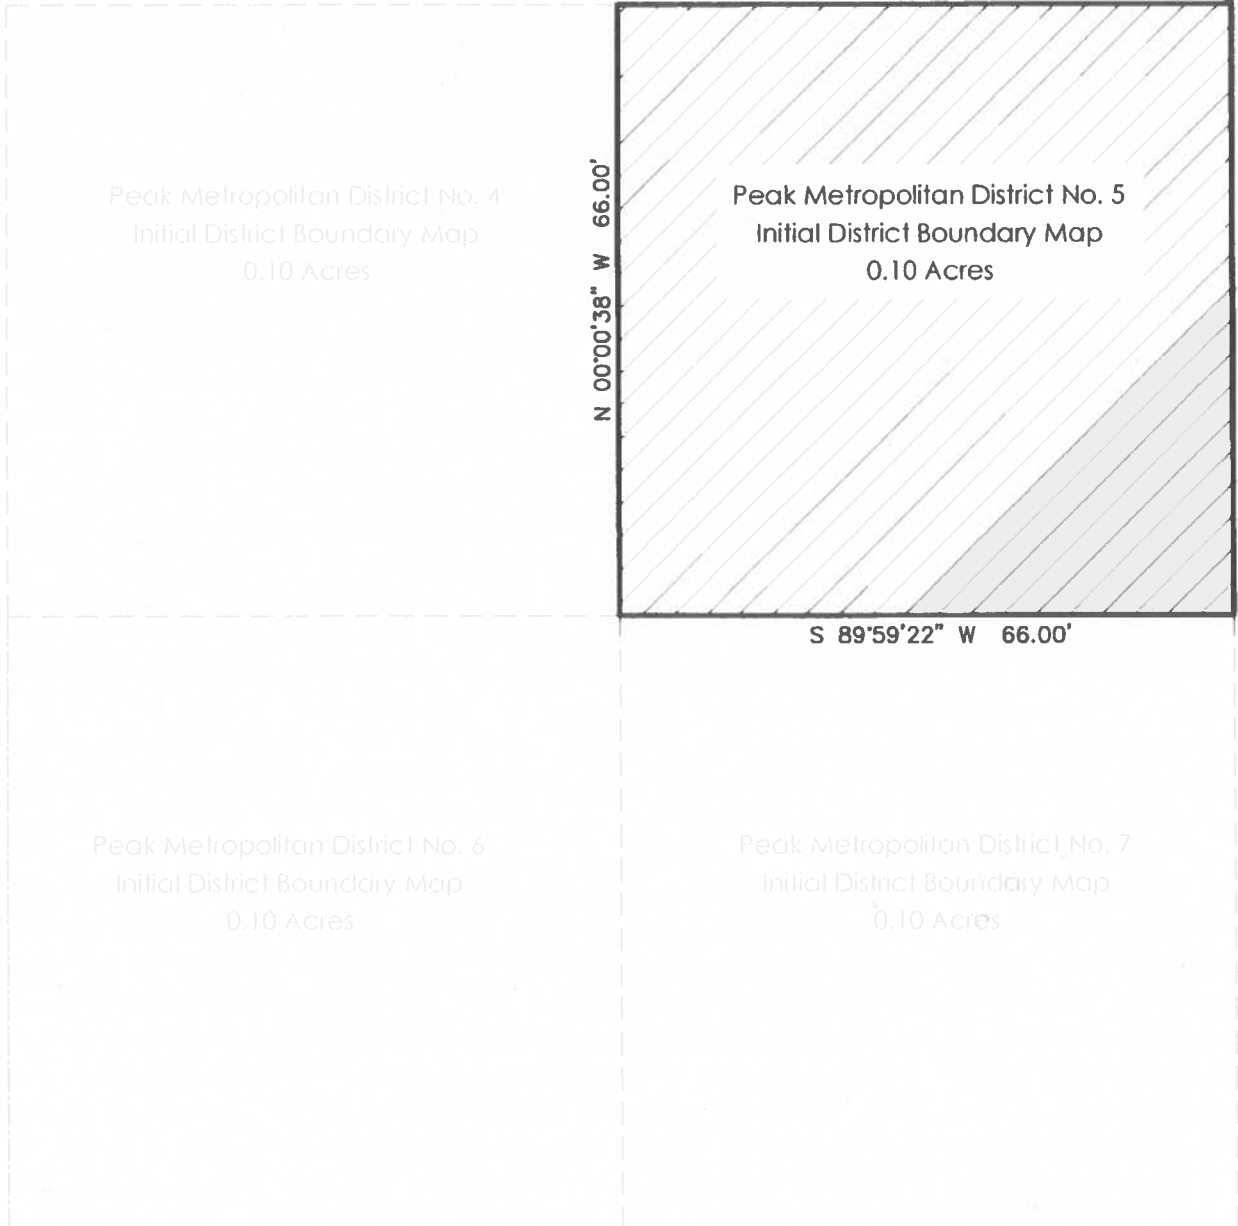 Peak Metropolitan District No. 4
Initial District Boundary Map
0.10 Acres
N 00°00'38" W 66.00'
Peak Metropolitan District No. 5
Initial District Boundary Map
0.10 Acres
S 89°59'22" W 66.00'
Peak Metropolitan District No. 6
Initial District Boundary Map
0.10 Acres
Peak Metropolitan District No. 7
Initial District Boundary Map
0.10 Acres